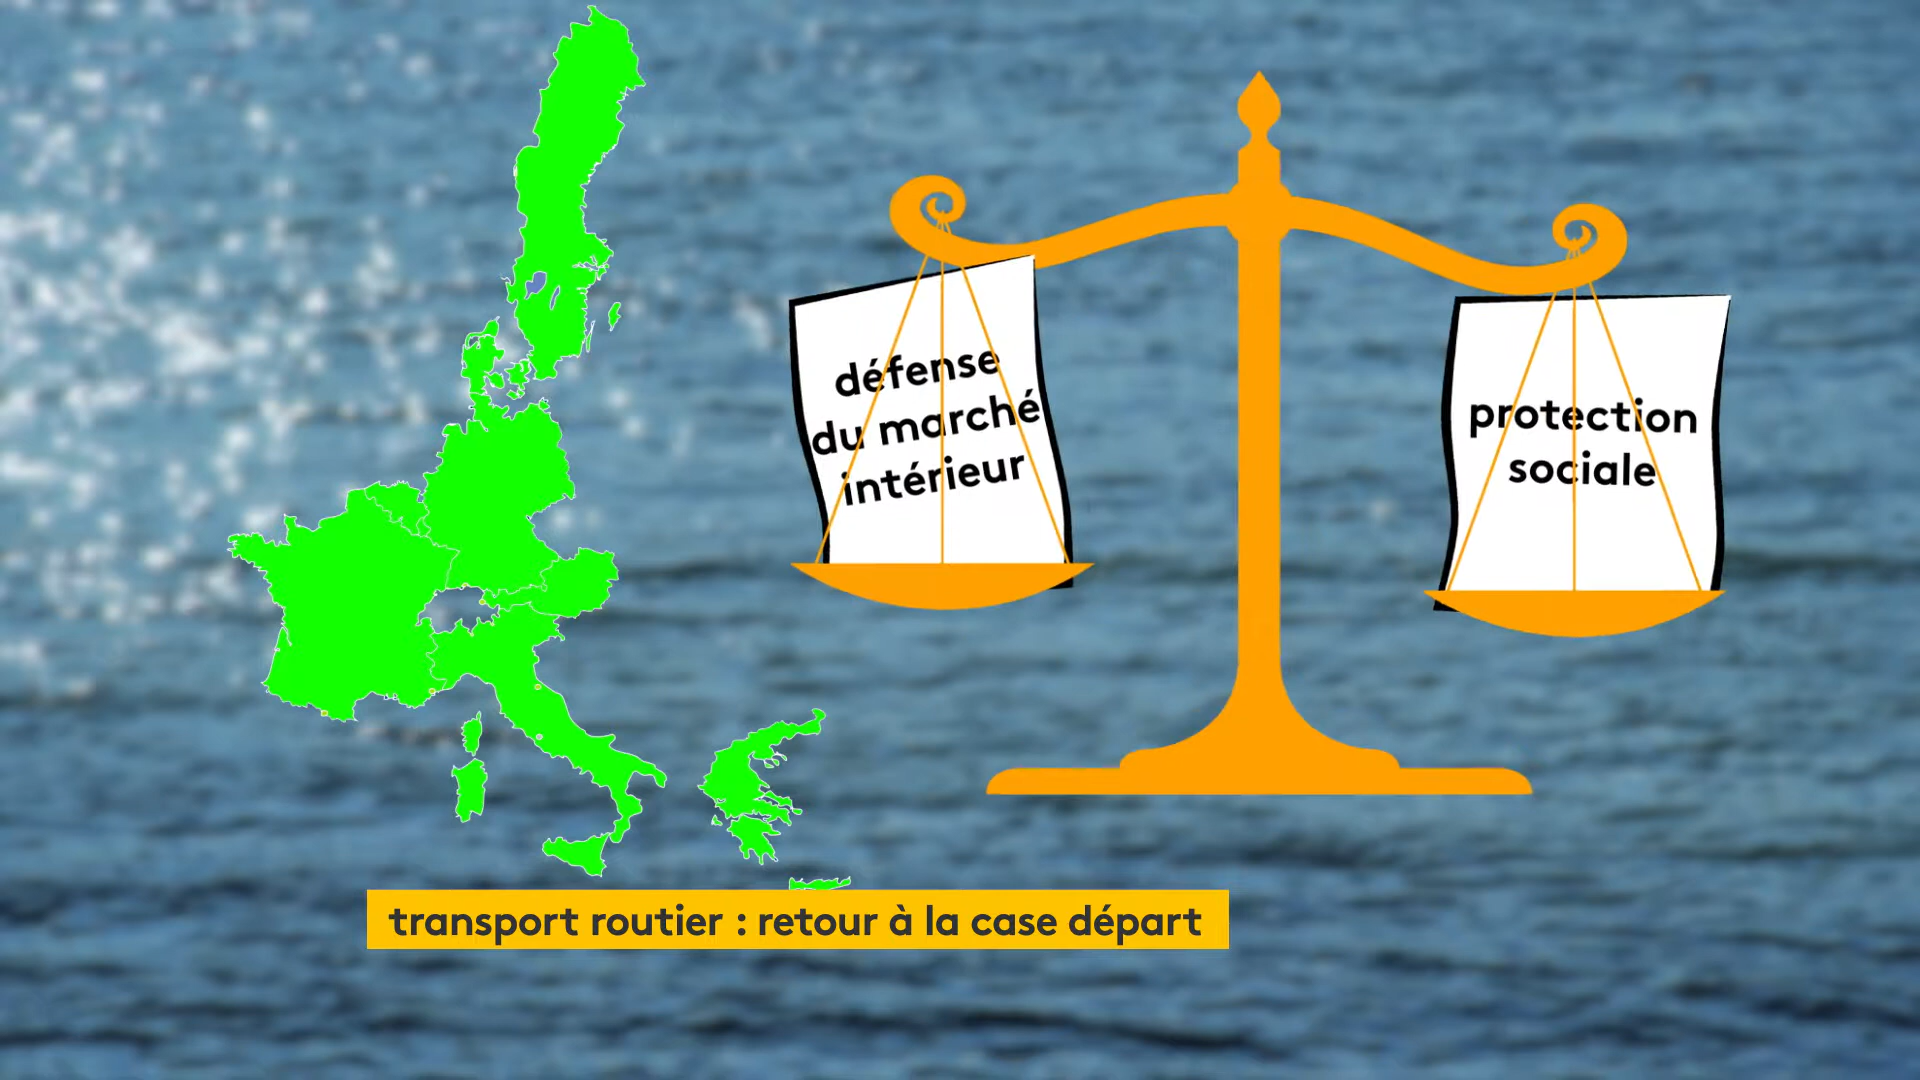 défense
du marché
intérieur
protection
sociale
transport routier : retour à la case départ